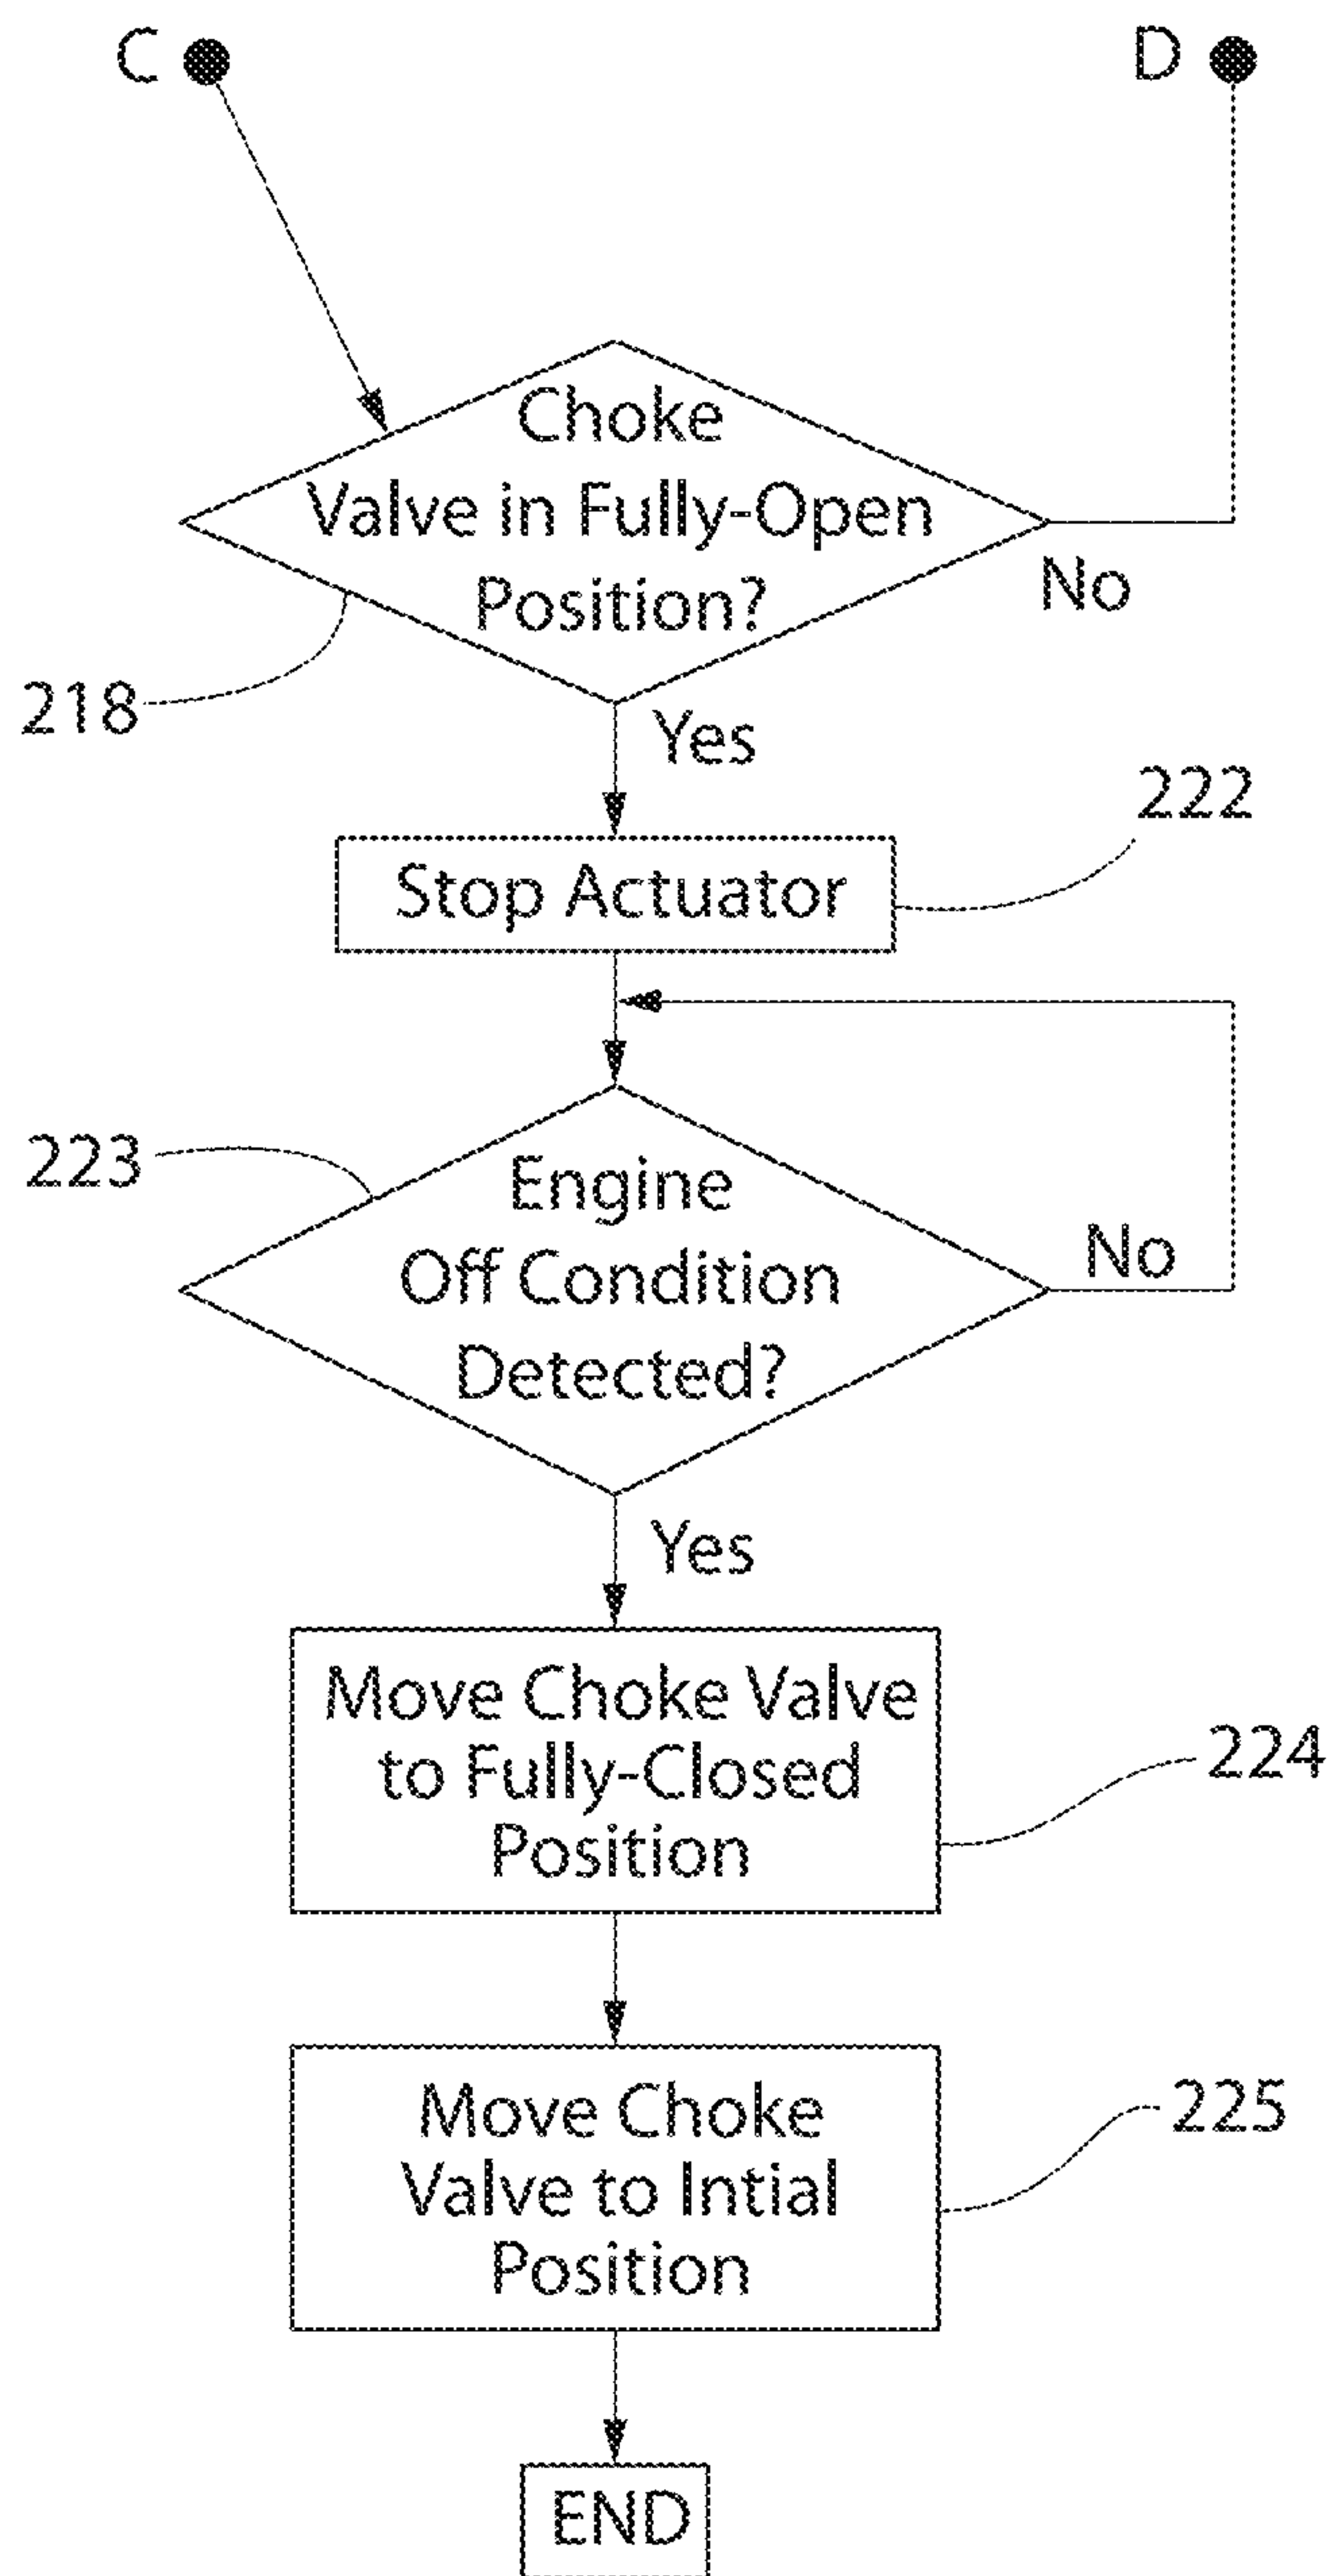 C
D
Choke
Valve in Fully-Open
Position?
No
218
Yes
222
Stop Actuator
223
Engine
Off Condition
Detected?
No
Yes
Move Choke Valve
to Fully-Closed
Position
224
Move Choke
Valve to Intial
Position
225
END